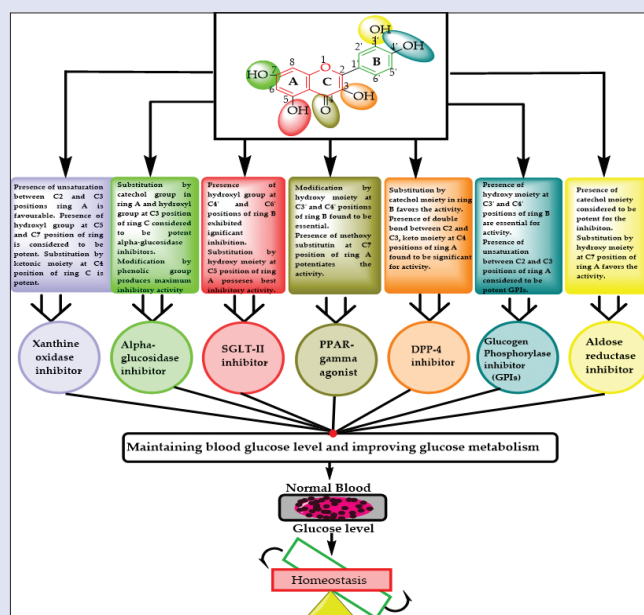 OH
3'
2'
4'
OH
8
1
O
B
HO
7
1'
5'
2
A
C
6'
6
3
5
4
OH
OH
O
Presence of unsaturation
between C2 and C3
positions ring A is
favourable. Presence of
hydroxyl group at C5
and C7 position of ring
is considered to be
potent. Substitution by
ketonic moiety at C4
position of ring C is
potent.
Substitution by
catechol group in
ring A and hydroxyl
group at C3 position
of ring C considered
to be potent
alpha-glucosidase
inhibitors.
Modification by
phenolic group
produces maximum
inhibitory activity
Presence of
hydroxyl group at
C4' and C6'
positions of ring B
exhibited
significant
inhibition.
Substitution by
hydroxy moiety at
C5 position of ring
A possesses best
inhibitory activity.
Modification by
hydroxy moiety at
C3' and C4' positions
of ring B found to be
essential.
Presence of methoxy
substitutin at C7
position of ring A
potentiates the
activity.
Substitution by
catechol moiety in ring
B favors the activity.
Presence of double
bond between C2 and
C3, keto moiety at C4
positions of ring A
found to be significant
for activity.
Presence of
hydroxy moiety at
C3' and C4'
positions of ring B
are essential for
activity.
Presence of
unsaturation
between C2 and C3
positions of ring A
considered to be
potent GPIs.
Presence of
catechol moiety
considered to be
potent for the
inhibiton.
Substitution by
hydroxy moiety at
C7 position of ring
A favors the activity.
Xanthine
oxidase
inhibitor
Alpha-
glucosidase
inhibitor
SGLT-II
inhibitor
PPAR-
gamma
agonist
DPP-4
inhibitor
Glucogen
Phosphorylase
inhibitor
(GPIs)
Aldose
reductase
inhibitor
Maintaining blood glucose level and improving glucose metabolism
Normal Blood
Glucose level
Homeostasis